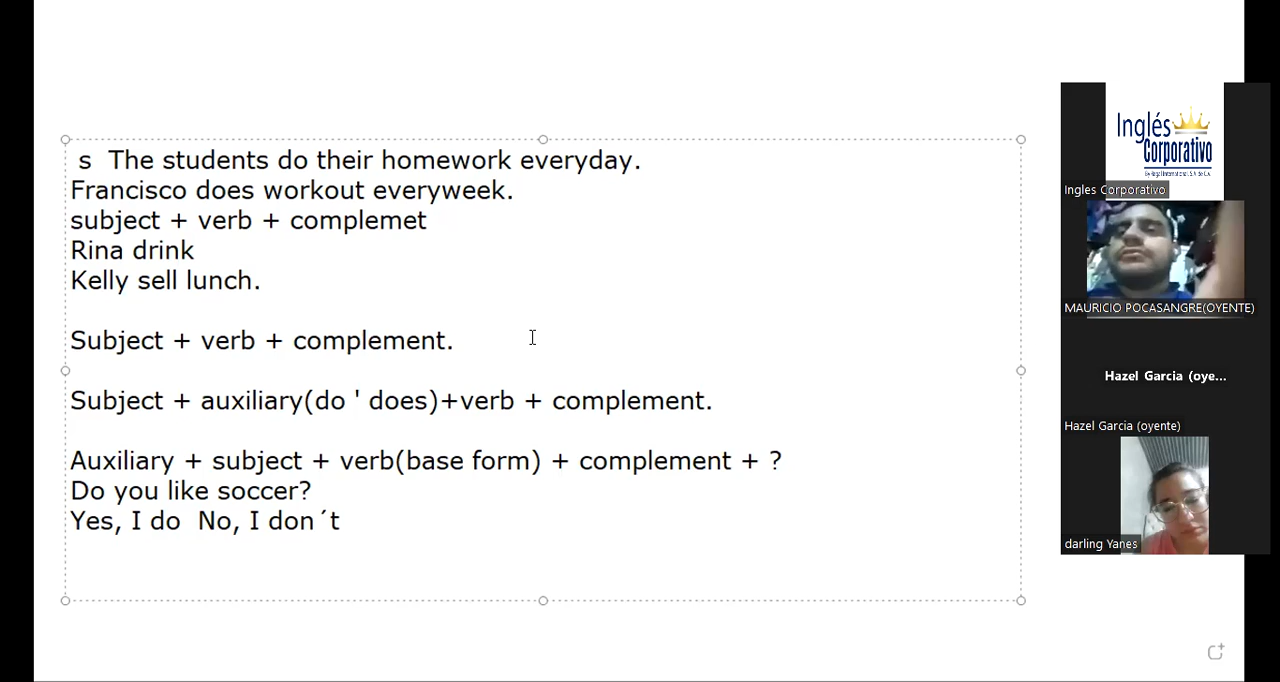 s The students do their homework everyday.
Francisco does workout everyweek.
subject + verb + complemet
Rina drink
Kelly sell lunch.
Subject + verb + complement.
Subject + auxiliary(do ' does)+verb + complement.
Auxiliary + subject + verb(base form) + complement + ?
Do you like soccer?
Yes, I do No, I don´t
Inglés
Corporativo
Ingles Corporativo
MAURICIO POCASANGRE(OYENTE)
Hazel Garcia (oye...
Hazel Garcia (oyente)
darling Yanes